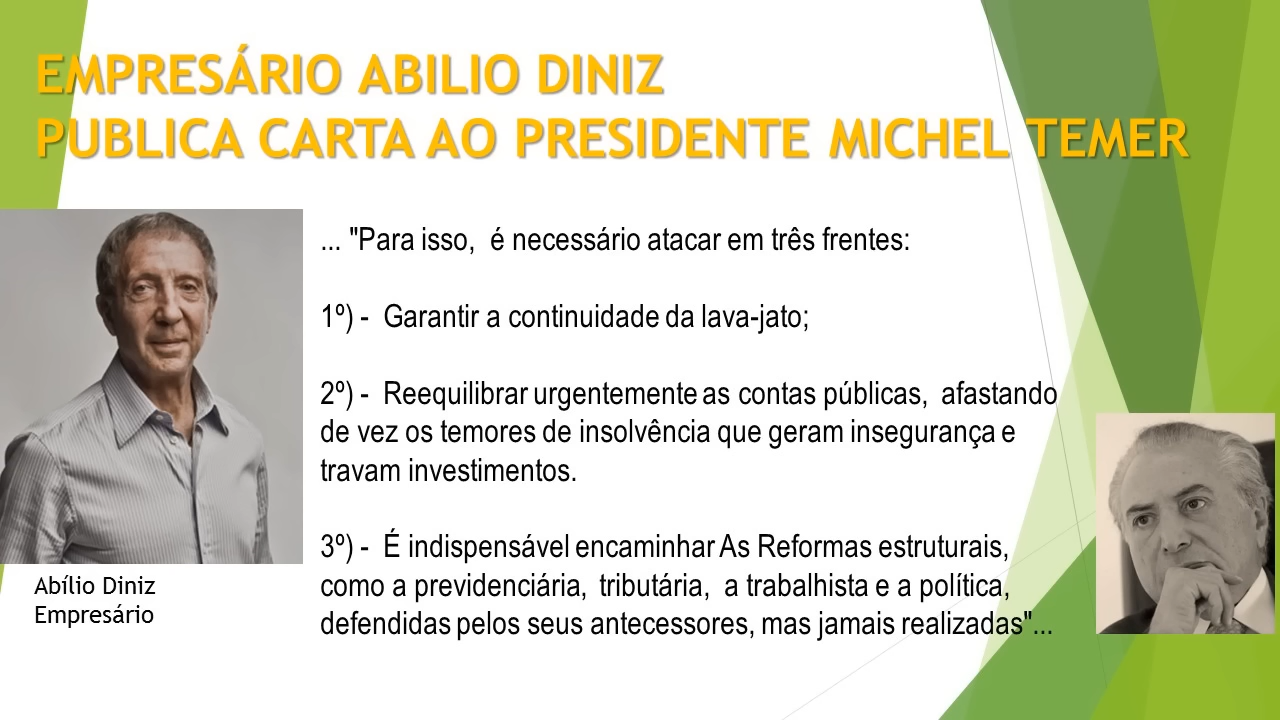 EMPRESÁRIO ABILIO DINIZ
PUBLICA CARTA AO PRESIDENTE MICHEL TEMER
... "Para isso,  é necessário atacar em três frentes:
1º) -  Garantir a continuidade da lava-jato;
2º) -  Reequilibrar urgentemente as contas públicas,  afastando
de vez os temores de insolvência que geram insegurança e
travam investimentos.
3º) -  É indispensável encaminhar As Reformas estruturais,
como a previdenciária,  tributária,  a trabalhista e a política,
defendidas pelos seus antecessores, mas jamais realizadas"...
Abílio Diniz
Empresário